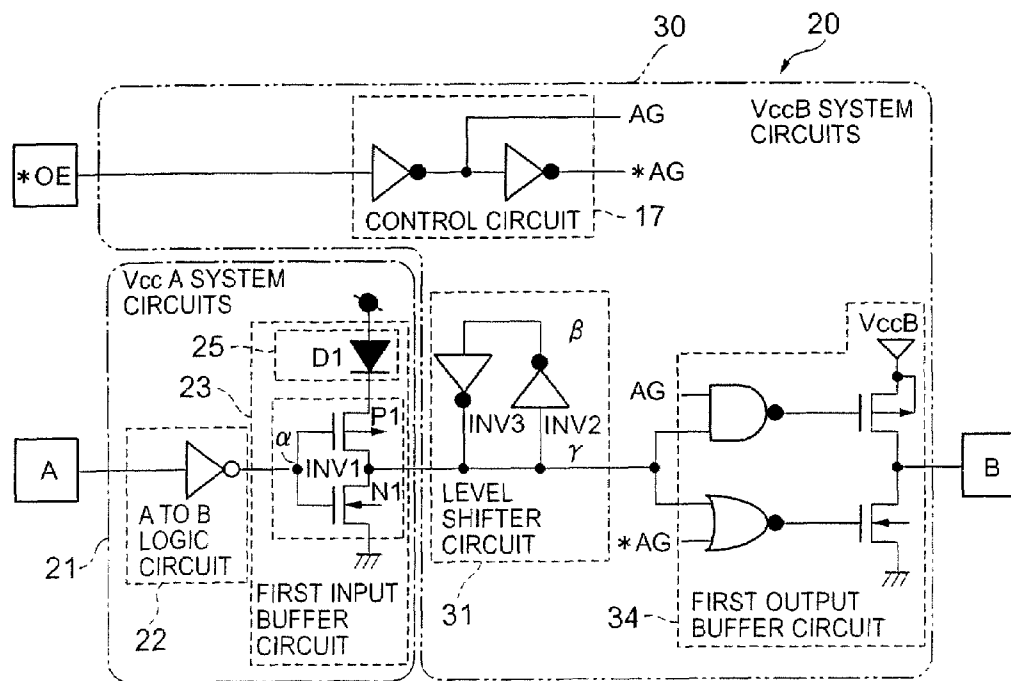 30
20
VccB SYSTEM
CIRCUITS
AG
*OE
*AG
CONTROL CIRCUIT
17
Vcc A SYSTEM
CIRCUITS
25
D1
23
β
VccB
P1
AG
INV3
INV2
α
INV1
γ
A
N1
B
A TO B
LOGIC
CIRCUIT
LEVEL
SHIFTER
CIRCUIT
*AG
21
22
FIRST INPUT
BUFFER
CIRCUIT
31
34
FIRST OUTPUT
BUFFER CIRCUIT